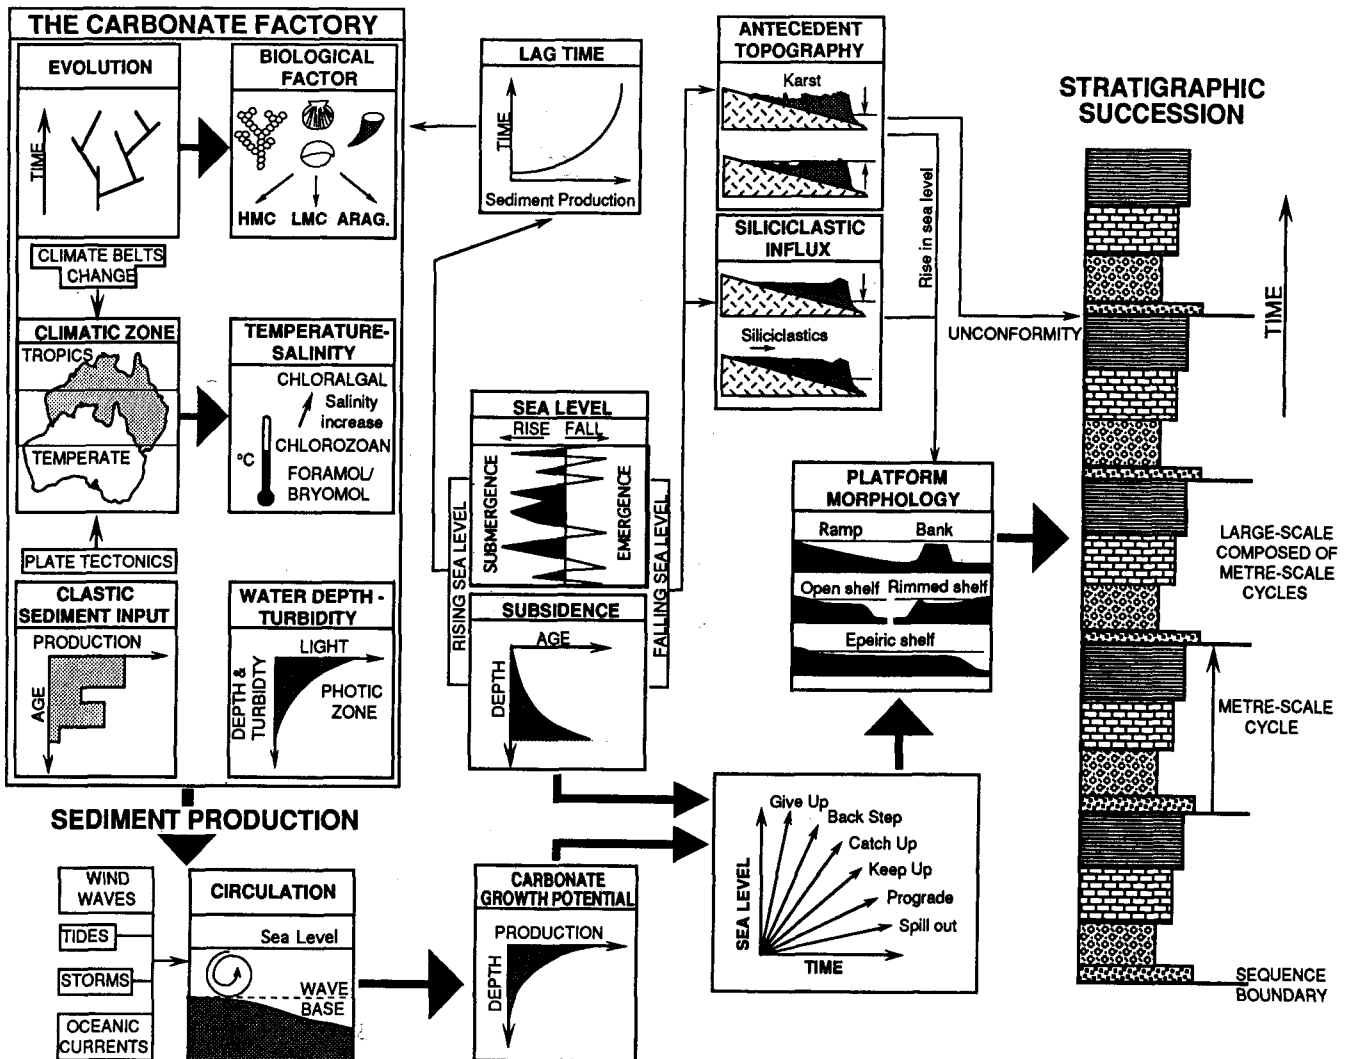 THE CARBONATE FACTORY
EVOLUTION
TIME
BIOLOGICAL
FACTOR
HMC LMC ARAG.
CLIMATE BELTS
CHANGE
CLIMATIC ZONE
TROPICS
TEMPERATE
TEMPERATURE-
SALINITY
CHLORALGAL
Salinity
increase
CHLOROZOAN
°C
FORAMOL/
BRYOMOL
PLATE TECTONICS
CLASTIC
SEDIMENT INPUT
PRODUCTION
AGE
WATER DEPTH -
TURBIDITY
LIGHT
DEPTH &
TURBIDTY
PHOTIC
ZONE
SEDIMENT PRODUCTION
WIND
WAVES
TIDES
STORMS
OCEANIC
CURRENTS
CIRCULATION
Sea Level
WAVE
BASE
LAG TIME
TIME
Sediment Production
SEA LEVEL
RISE FALL
SUBMERGENCE
EMERGENCE
RISING SEA LEVEL
FALLING SEA LEVEL
SUBSIDENCE
AGE
DEPTH
CARBONATE
GROWTH POTENTIAL
PRODUCTION
DEPTH
ANTECEDENT
TOPOGRAPHY
Karst
SILICICLASTIC
INFLUX
Siliciclastics
Rise in sea level
UNCONFORMITY
PLATFORM
MORPHOLOGY
Ramp Bank
Open shelf Rimmed shelf
Epeiric shelf
Give Up
Back Step
Catch Up
Keep Up
Prograde
Spill out
SEA LEVEL
TIME
STRATIGRAPHIC
SUCCESSION
TIME
LARGE-SCALE
COMPOSED OF
METRE-SCALE
CYCLES
METRE-SCALE
CYCLE
SEQUENCE
BOUNDARY